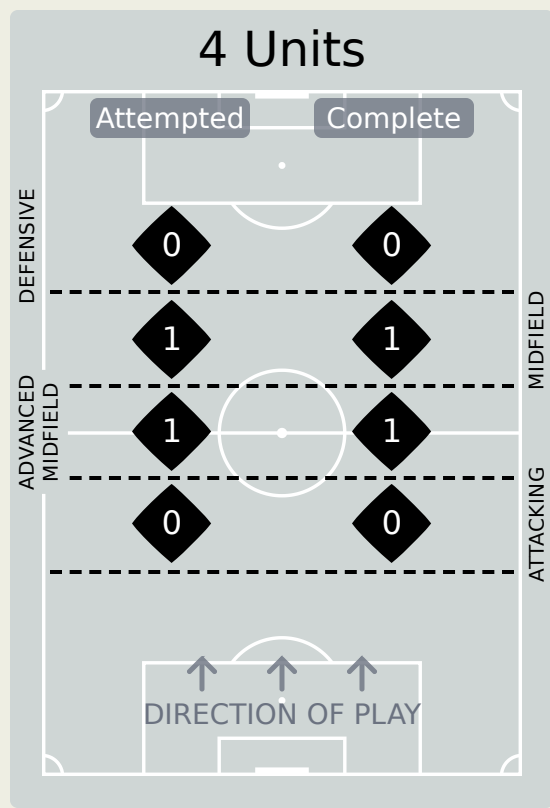 4 Units
Attempted Complete
DEFENSIVE
0 0
MIDFIELD
1 1
ADVANCED
MIDFIELD
1 1
ATTACKING
0 0
DIRECTION OF PLAY